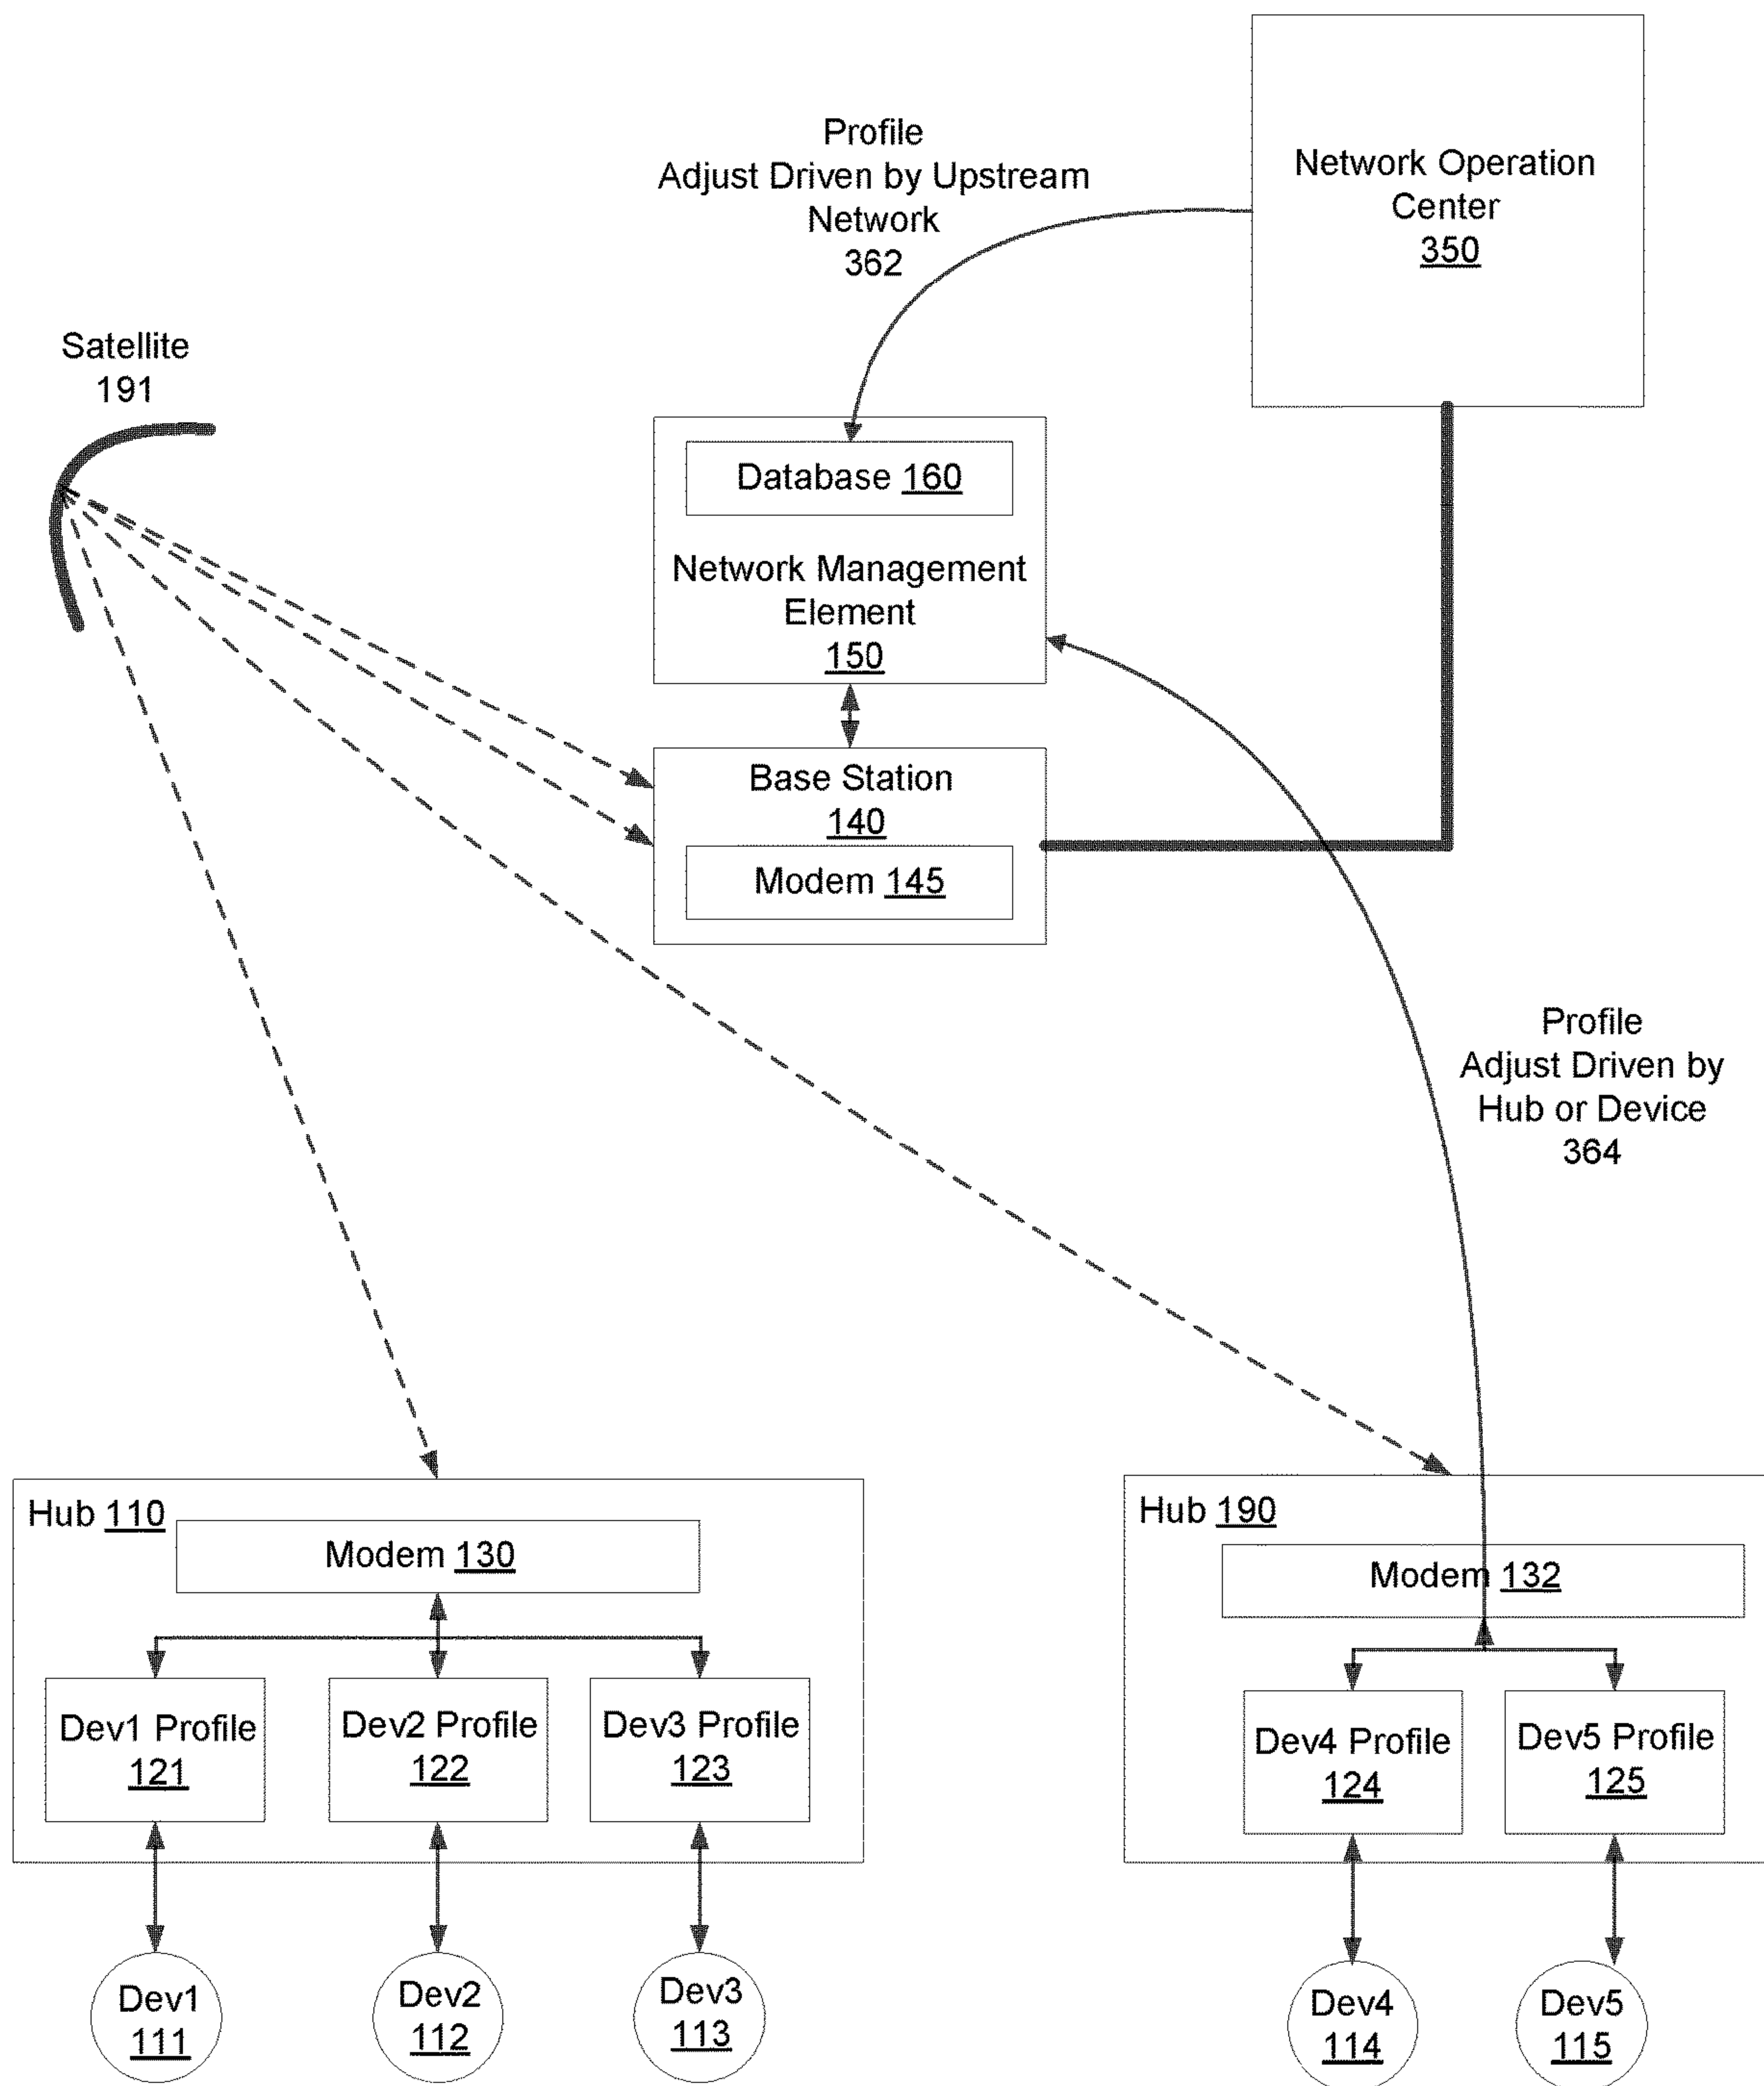 Profile
Adjust Driven by Upstream
Network
362
Network Operation
Center
350
Satellite
191
Database 160
Network Management
Element
150
Base Station
140
Modem 145
Profile
Adjust Driven by
Hub or Device
364
Hub 110
Modem 130
Dev1 Profile
121
Dev2 Profile
122
Dev3 Profile
123
Hub 190
Modem 132
Dev4 Profile
124
Dev5 Profile
125
Dev1
111
Dev2
112
Dev3
113
Dev4
114
Dev5
115